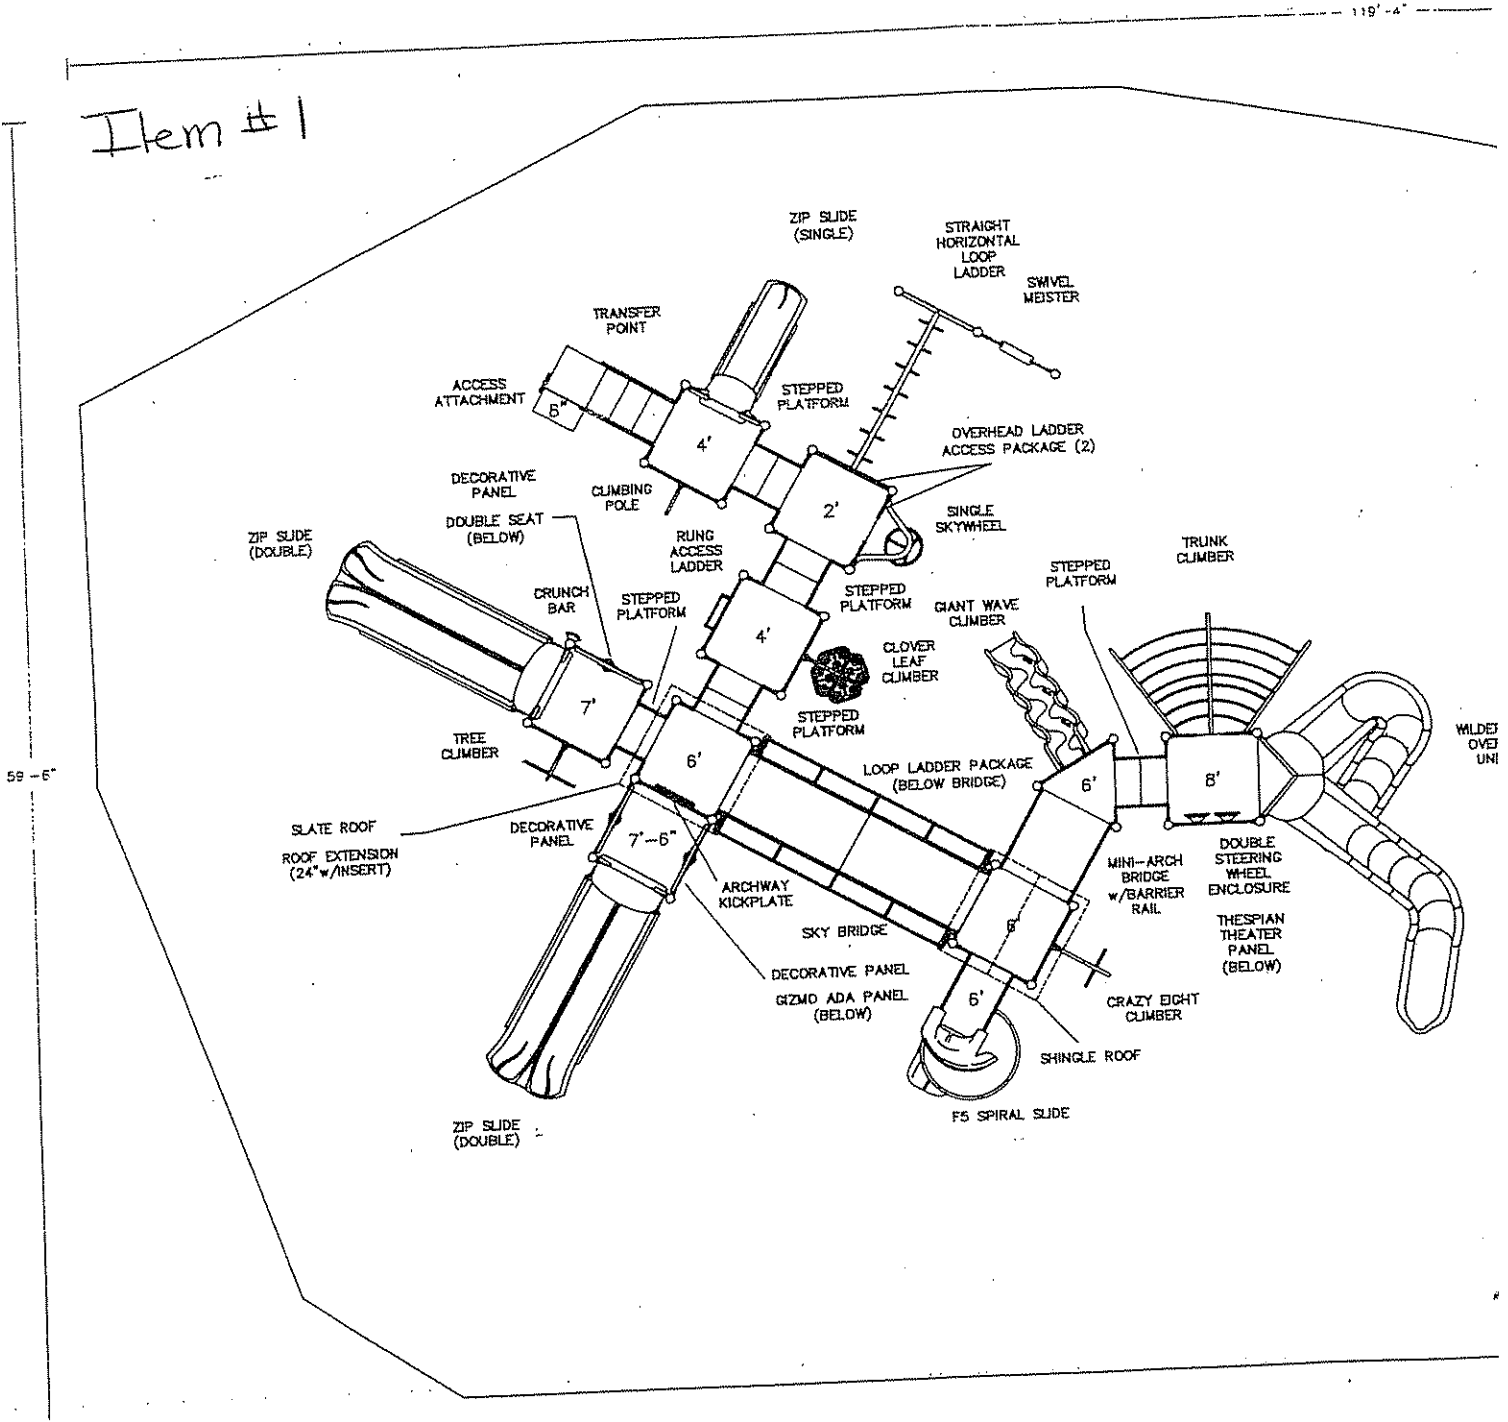 119'-4"
Item #1
ZIP SLIDE
(SINGLE)
STRAIGHT
HORIZONTAL
LOOP
LADDER
SWIVEL
MEISTER
TRANSFER
POINT
ACCESS
ATTACHMENT
8"
4'
STEPPED
PLATFORM
OVERHEAD LADDER
ACCESS PACKAGE (2)
DECORATIVE
PANEL
DOUBLE SEAT
(BELOW)
CLIMBING
POLE
2'
SINGLE
SKYWHEEL
ZIP SLIDE
(DOUBLE)
RUNG
ACCESS
LADDER
CRUNCH
BAR
STEPPED
PLATFORM
STEPPED
PLATFORM
GIANT WAVE
CLIMBER
STEPPED
PLATFORM
TRUNK
CLIMBER
4'
CLOVER
LEAF
CLIMBER
7'
STEPPED
PLATFORM
TREE
CLIMBER
6'
LOOP LADDER PACKAGE
(BELOW BRIDGE)
6'
8'
WILDER
OVER
UN
59-6"
SLATE ROOF
ROOF EXTENSION
(24"w/INSERT)
DECORATIVE
PANEL
7'-6"
ARCHWAY
KICKPLATE
MINI-ARCH
BRIDGE
w/BARRIER
RAIL
DOUBLE
STEERING
WHEEL
ENCLOSURE
THESPIAN
THEATER
PANEL
(BELOW)
SKY BRIDGE
6
DECORATIVE PANEL
GIZMO ADA PANEL
(BELOW)
6'
CRAZY EIGHT
CLIMBER
SHINGLE ROOF
F5 SPIRAL SLIDE
ZIP SLIDE
(DOUBLE)